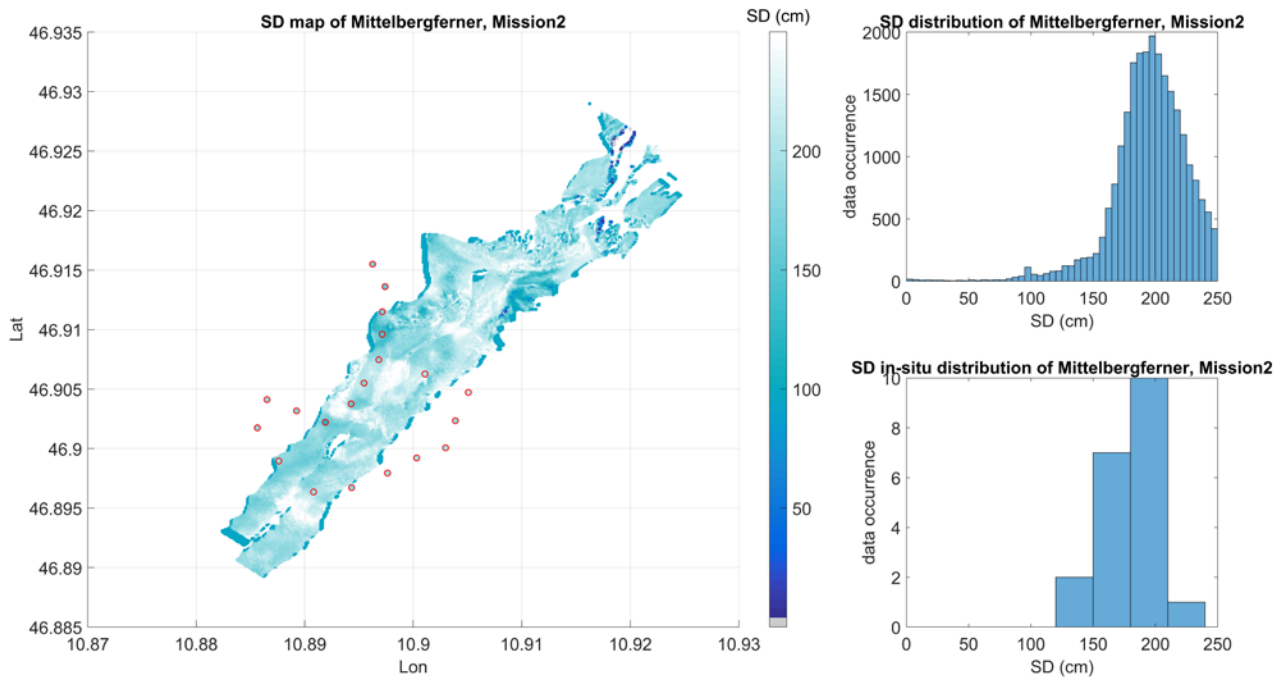 SD map of Mittelbergferner, Mission2
SD (cm)
46.935
46.93
46.925
46.92
46.915
46.91
46.905
46.9
46.895
46.89
46.885
Lat
10.87 10.88 10.89 10.9 10.91 10.92 10.93
Lon
200
150
100
50
SD distribution of Mittelbergferner, Mission2
2000
1500
1000
500
0
data occurrence
0 50 100 150 200 250
SD (cm)
SD in-situ distribution of Mittelbergferner, Mission2
10
8
6
4
2
0
data occurrence
0 50 100 150 200 250
SD (cm)